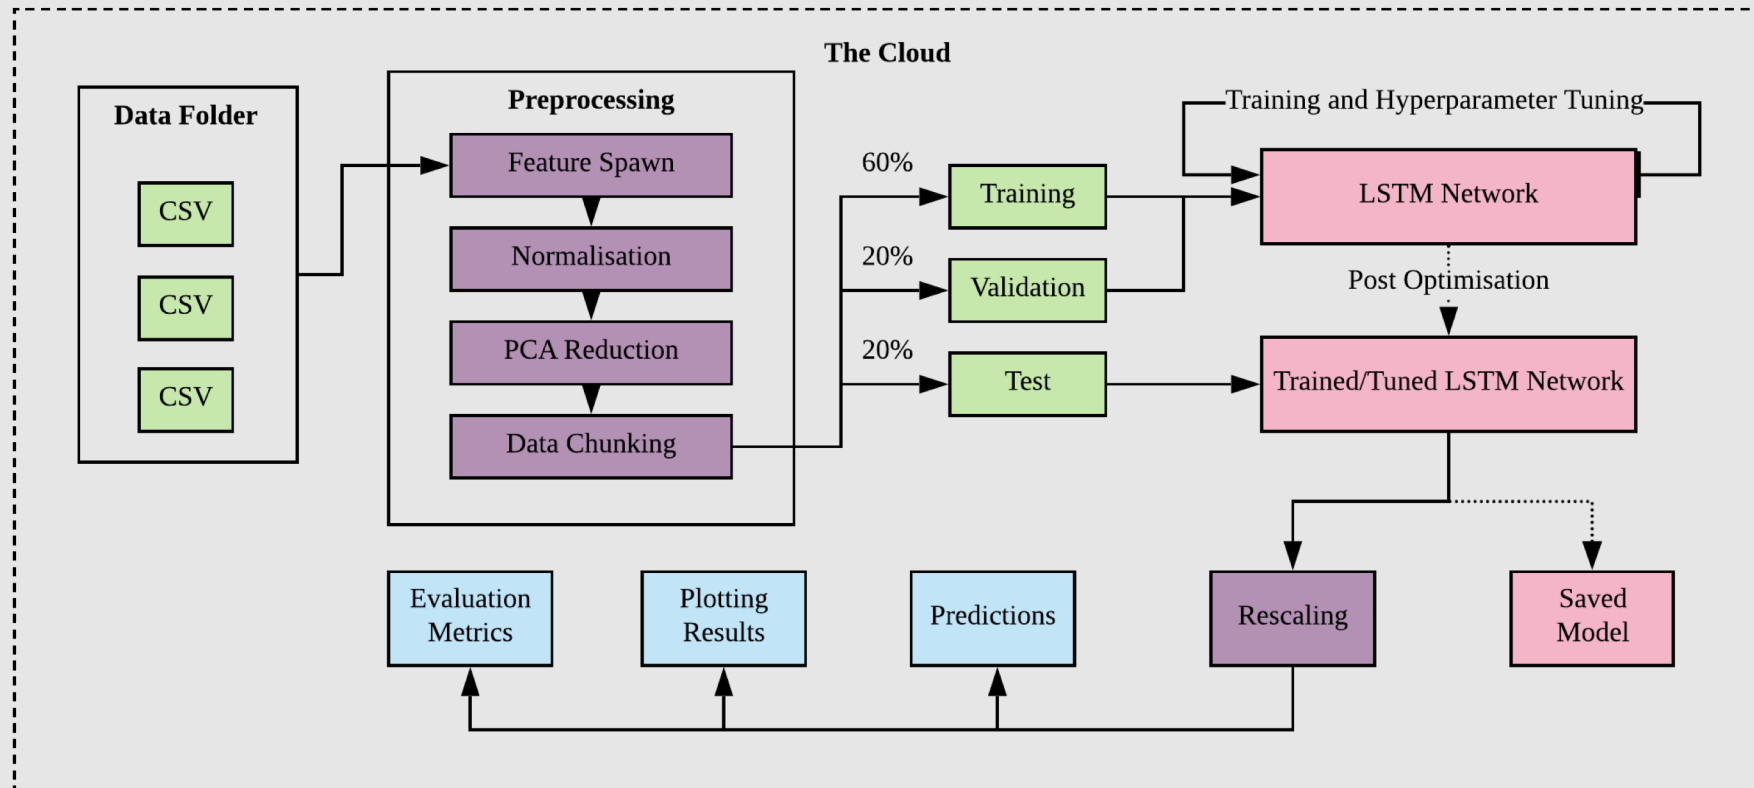 The Cloud
Data Folder
CSV
CSV
CSV
Preprocessing
Feature Spawn
Normalisation
PCA Reduction
Data Chunking
60%
20%
20%
Training
Validation
Test
Training and Hyperparameter Tuning
LSTM Network
Post Optimisation
Trained/Tuned LSTM Network
Evaluation
Metrics
Plotting
Results
Predictions
Rescaling
Saved
Model